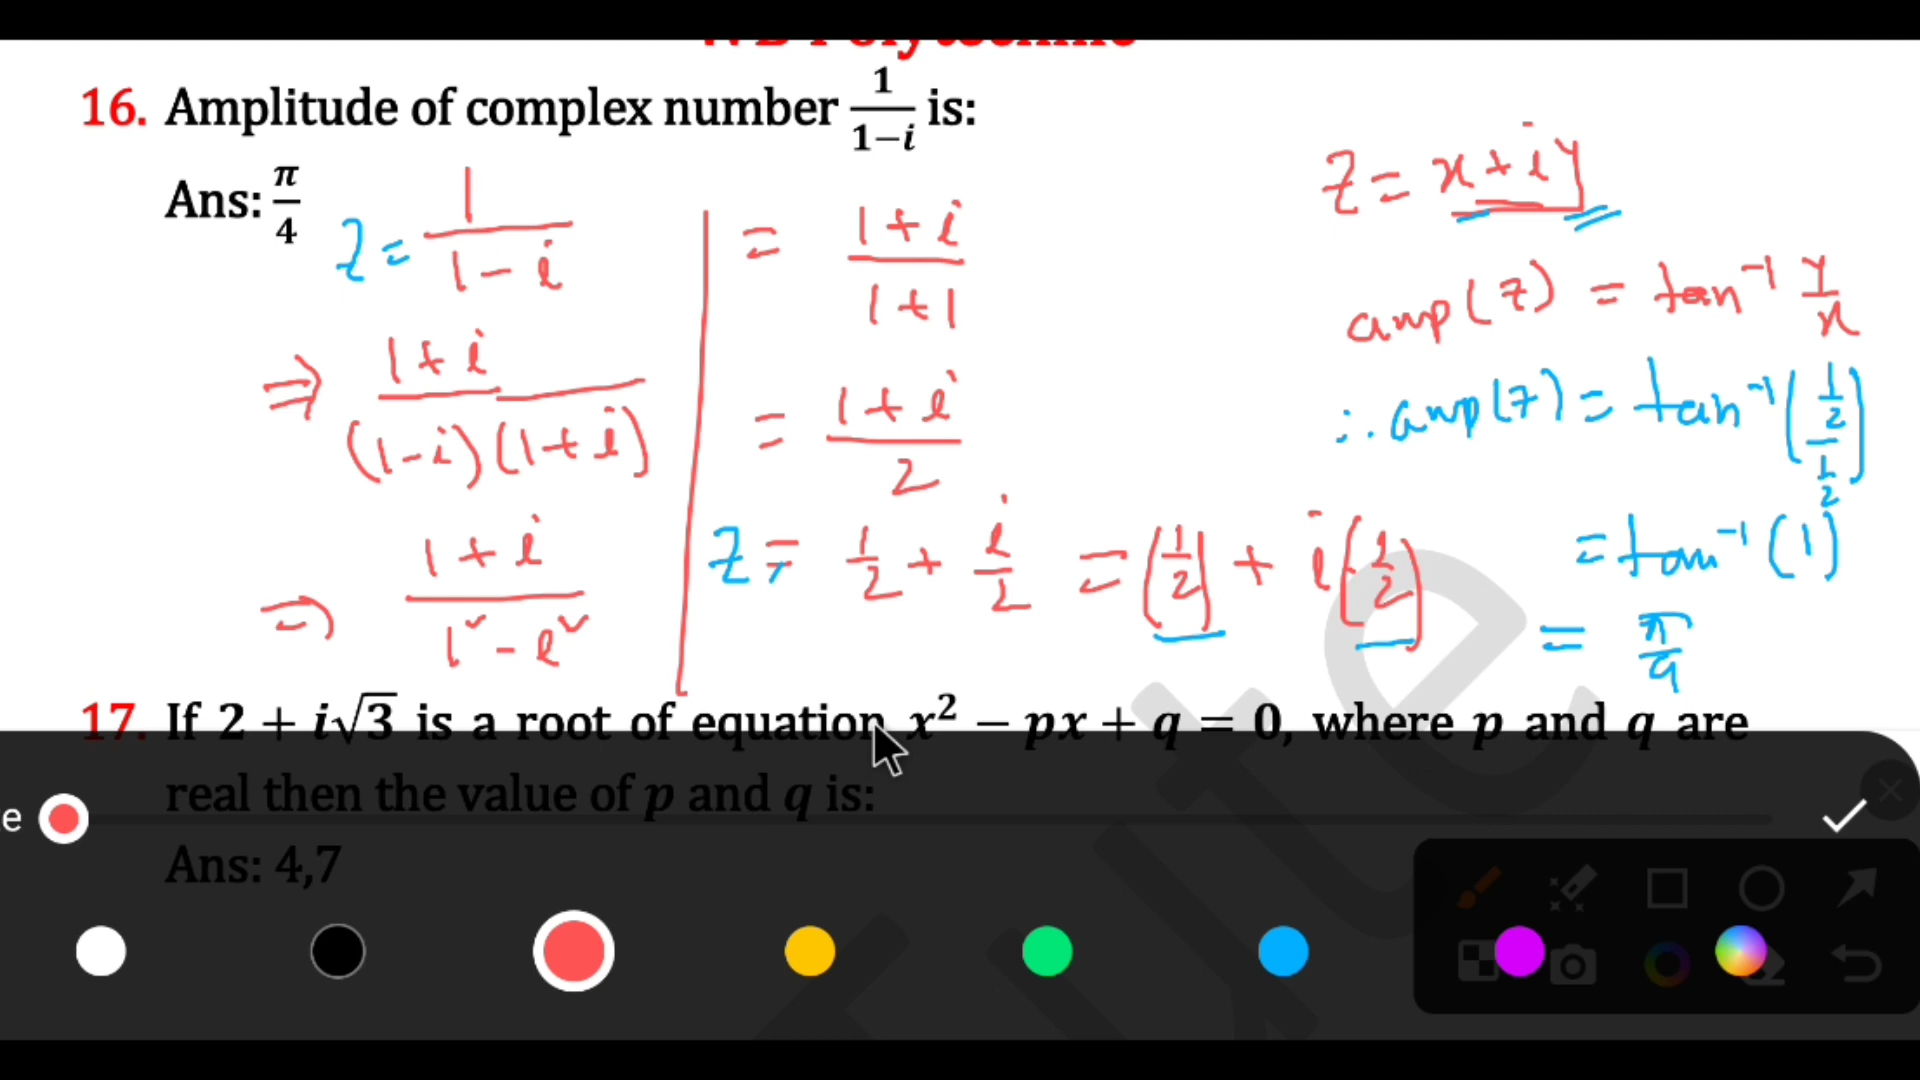 16. Amplitude of complex number 1/(1−i) is:
Ans: π/4
z = 1/(1 - i)
⇒ (1 + i)/((1-i)(1+i))
⇒ (1 + i)/(1² - i²)
= (1 + i)/(1 + 1)
= (1 + i)/2
z = 1/2 + i/2 = (1/2) + i(1/2)
z = x + iy
amp(z) = tan⁻¹ y/x
∴ amp(z) = tan⁻¹((1/2)/(1/2))
= tan⁻¹(1)
= π/4
17. If 2 + i√3 is a root of equation x² − px + q = 0, where p and q are
real then the value of p and q is:
Ans: 4,7
e